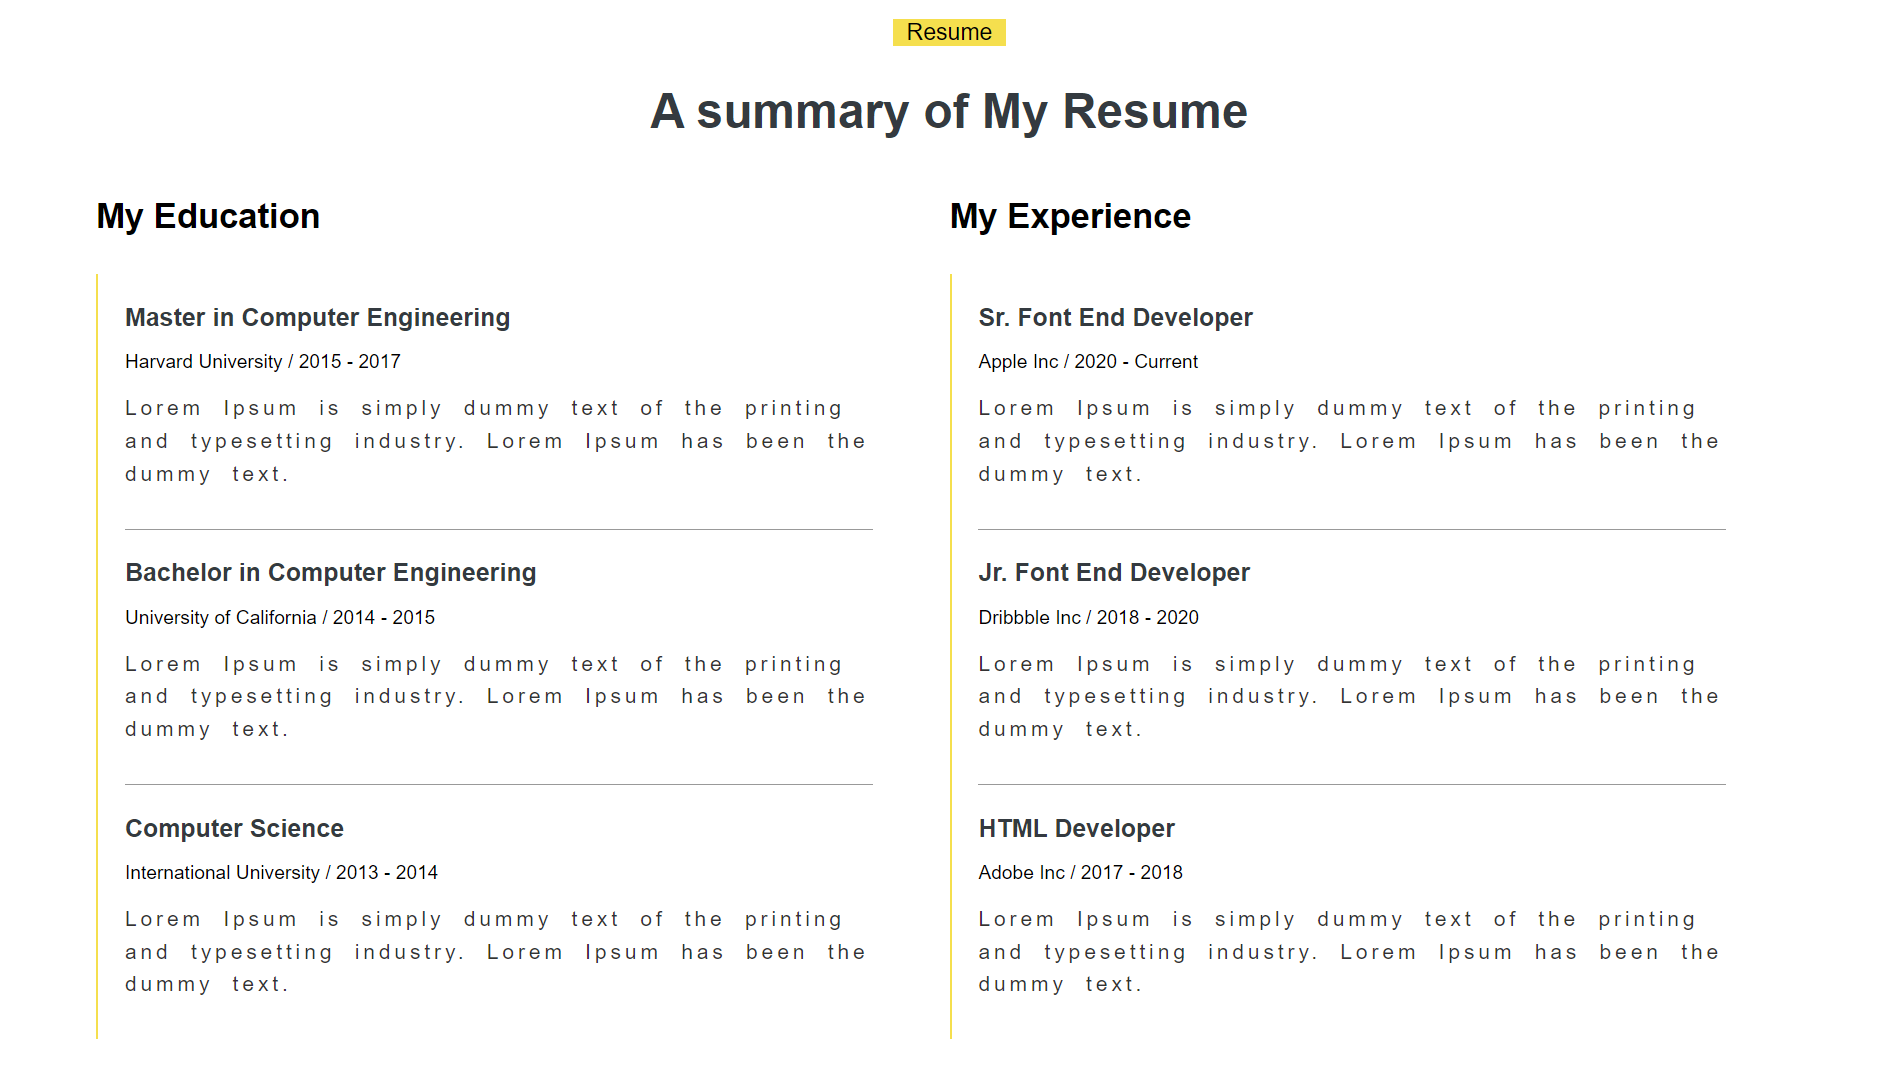 Resume
A summary of My Resume
My Education
Master in Computer Engineering
Harvard University / 2015 - 2017
Lorem Ipsum is simply dummy text of the printing
and typesetting industry. Lorem Ipsum has been the
dummy text.
Bachelor in Computer Engineering
University of California / 2014 - 2015
Lorem Ipsum is simply dummy text of the printing
and typesetting industry. Lorem Ipsum has been the
dummy text.
Computer Science
International University / 2013 - 2014
Lorem Ipsum is simply dummy text of the printing
and typesetting industry. Lorem Ipsum has been the
dummy text.
My Experience
Sr. Font End Developer
Apple Inc / 2020 - Current
Lorem Ipsum is simply dummy text of the printing
and typesetting industry. Lorem Ipsum has been the
dummy text.
Jr. Font End Developer
Dribbble Inc / 2018 - 2020
Lorem Ipsum is simply dummy text of the printing
and typesetting industry. Lorem Ipsum has been the
dummy text.
HTML Developer
Adobe Inc / 2017 - 2018
Lorem Ipsum is simply dummy text of the printing
and typesetting industry. Lorem Ipsum has been the
dummy text.